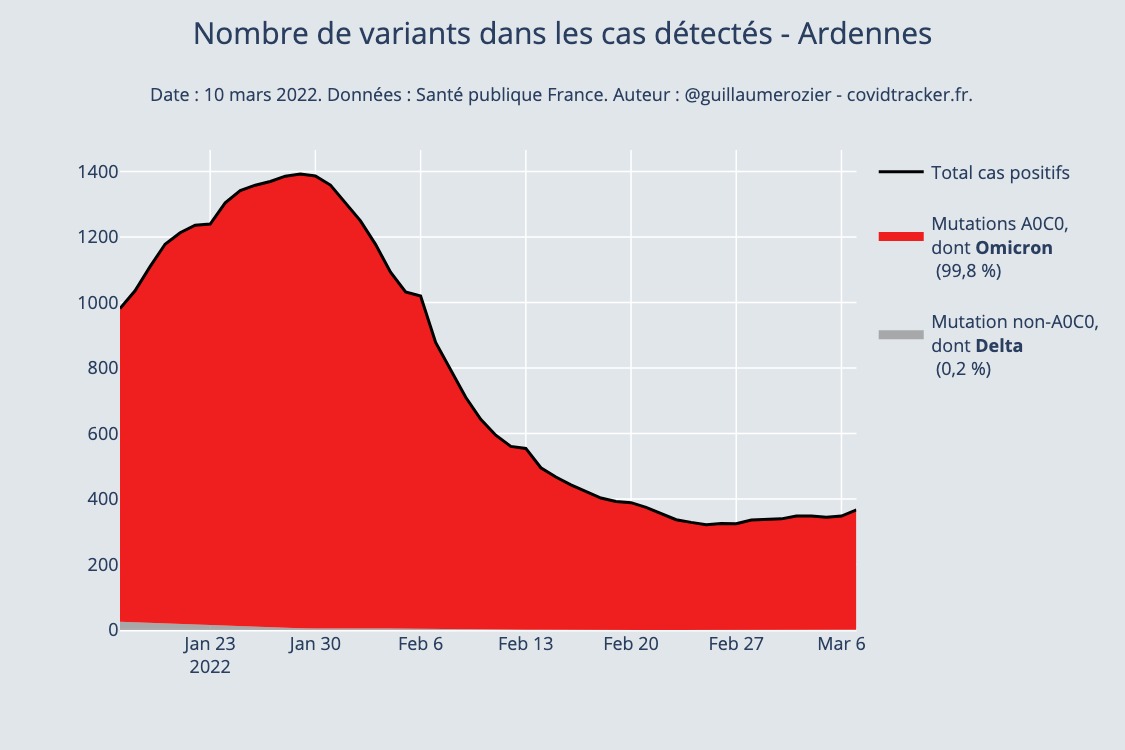 Nombre de variants dans les cas détectés - Ardennes
Date : 10 mars 2022. Données : Santé publique France. Auteur : @guillaumerozier - covidtracker.fr.
1400
1200
1000
800
600
400
200
0
Jan 23
2022
Jan 30
Feb 6
Feb 13
Feb 20
Feb 27
Mar 6
Total cas positifs
Mutations A0C0,
dont Omicron
(99,8 %)
Mutation non-A0C0,
dont Delta
(0,2 %)